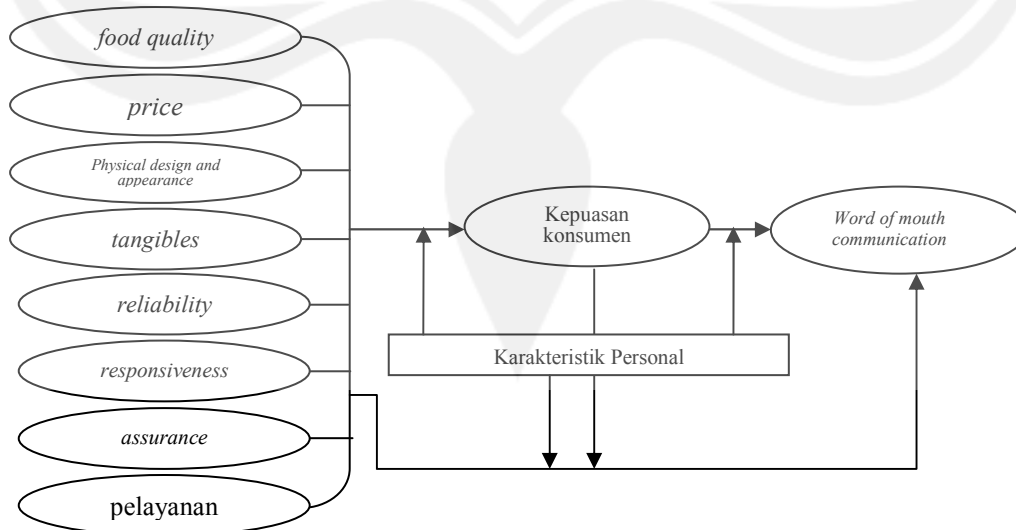 food quality
price
Physical design and
appearance
tangibles
reliability
responsiveness
assurance
pelayanan
Kepuasan
konsumen
Karakteristik Personal
Word of mouth
communication